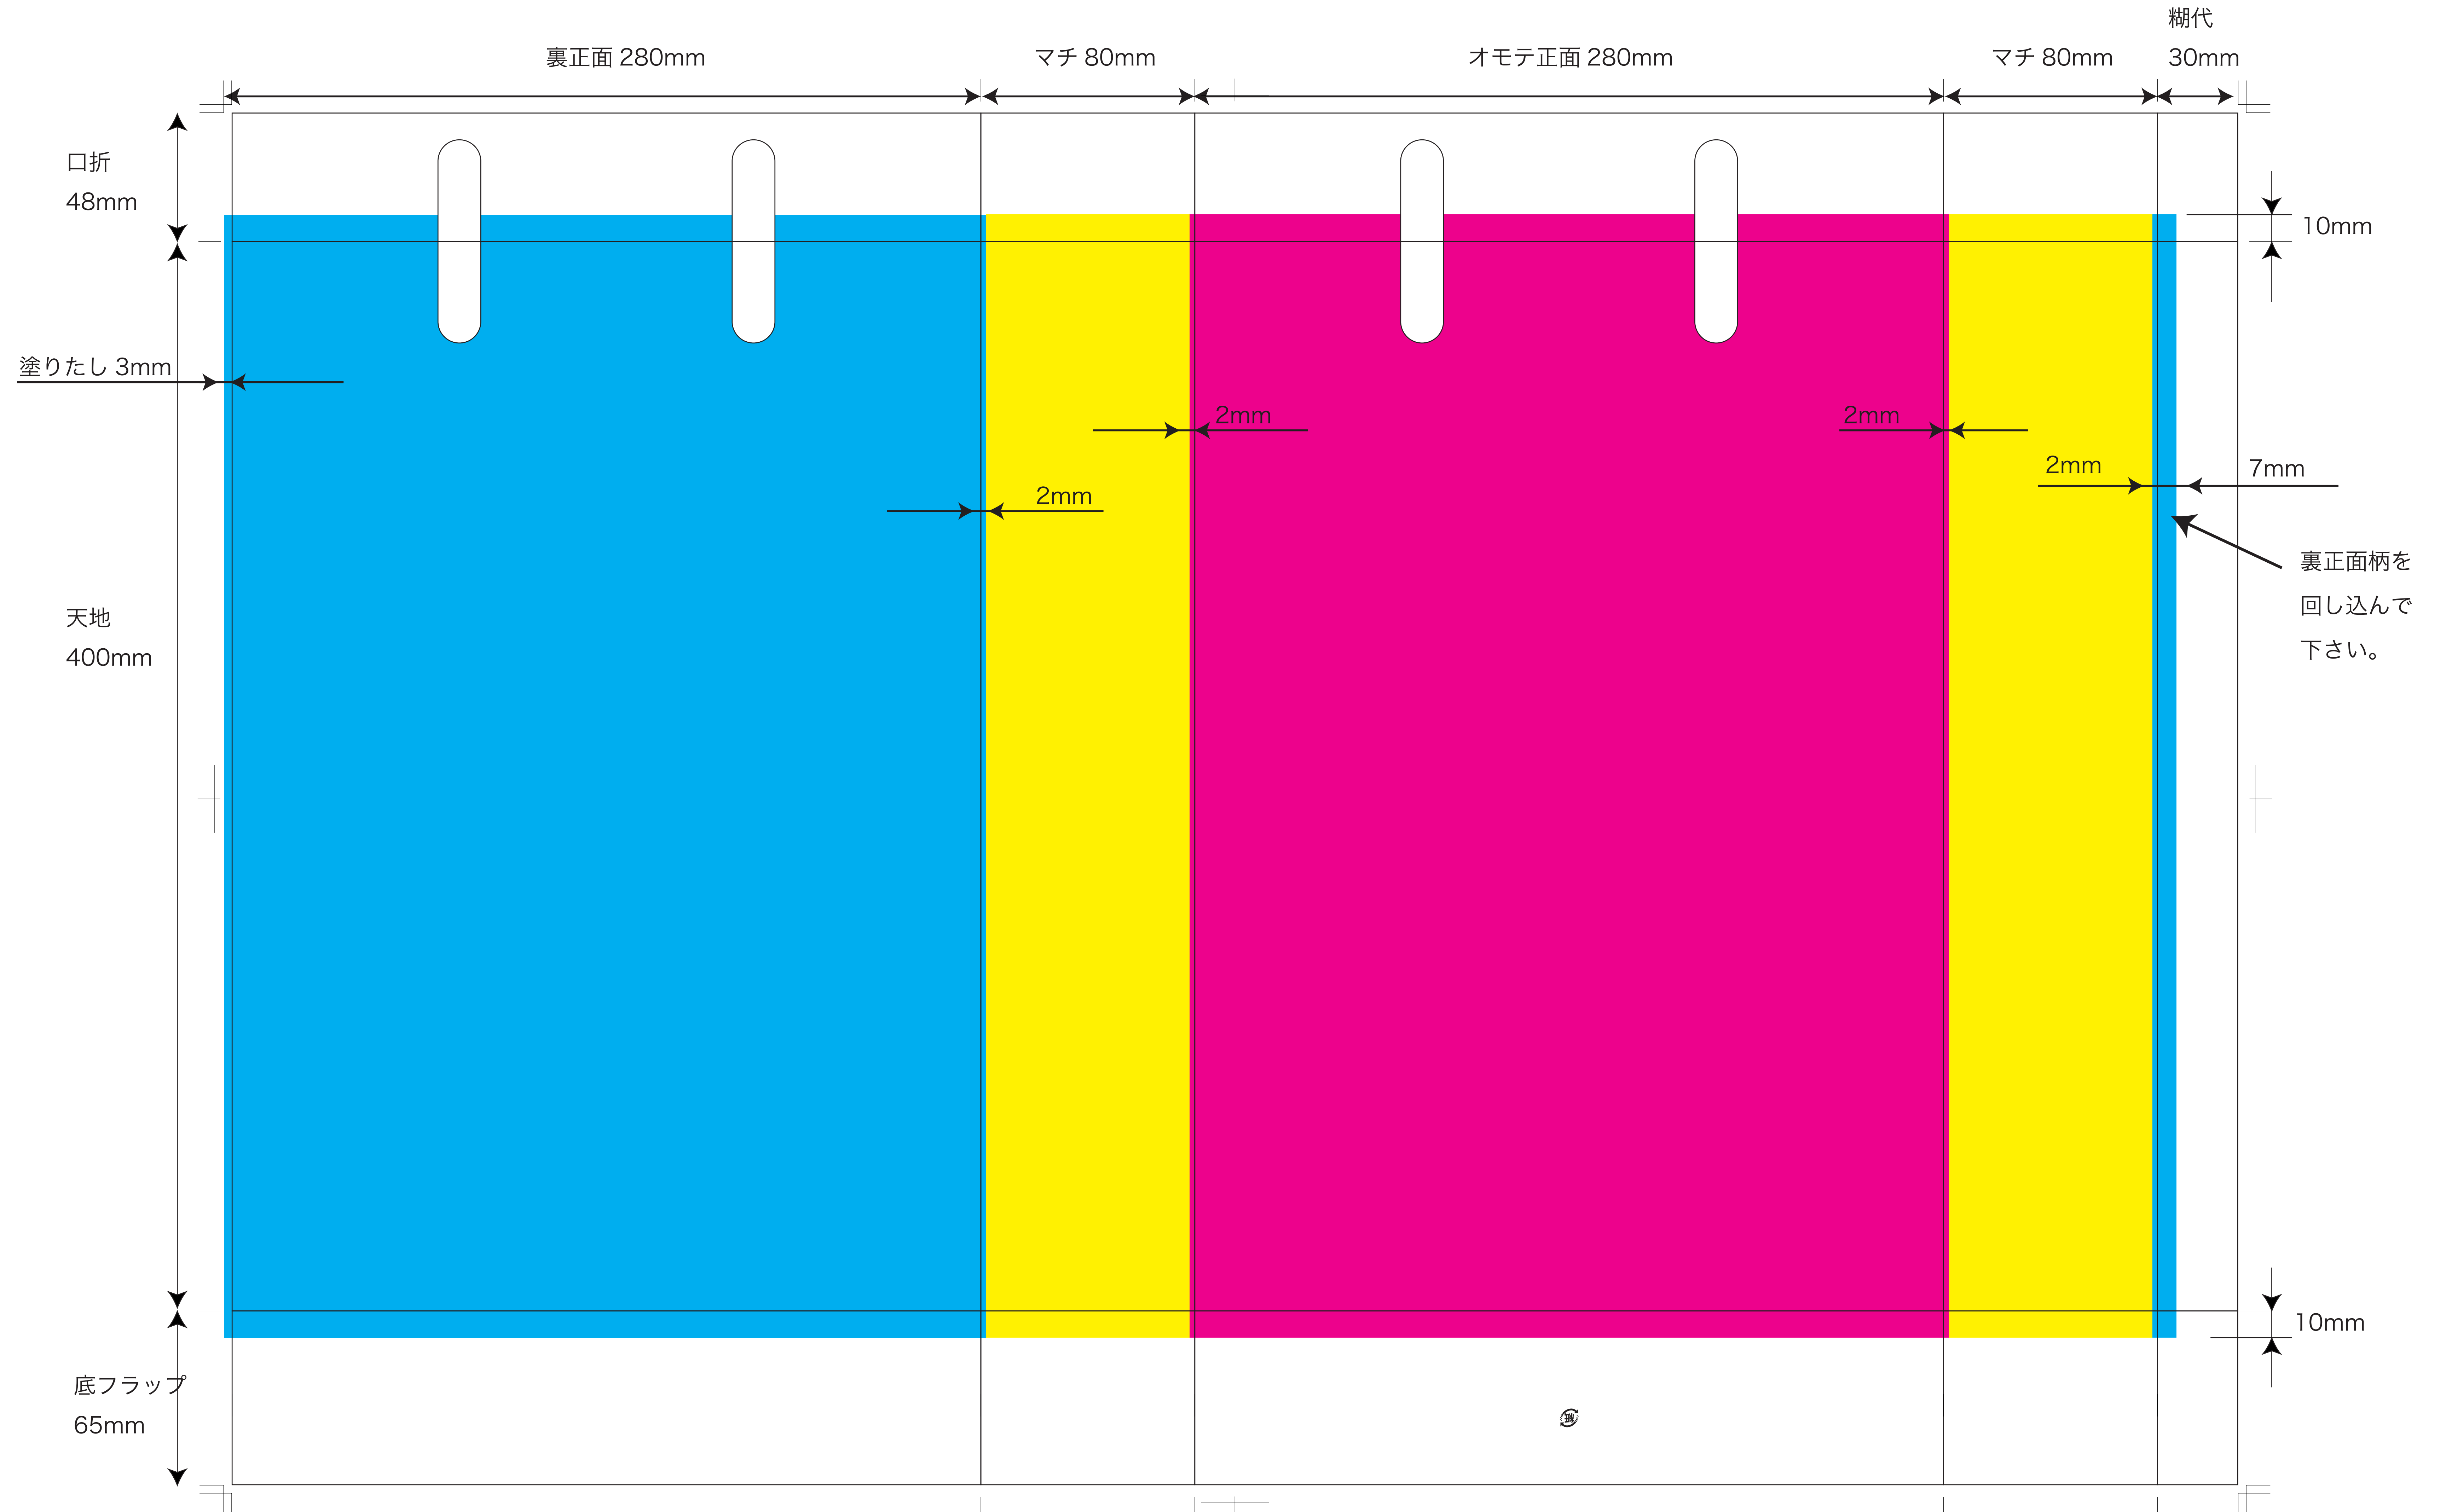 糊代
裏正面 280mm
マチ 80mm
オモテ正面 280mm
マチ 80mm
30mm
口折
48mm
10mm
塗りたし 3mm
2mm
2mm
2mm
7mm
2mm
裏正面柄を
回し込んで
下さい。
天地
400mm
10mm
底フラップ
65mm
紙